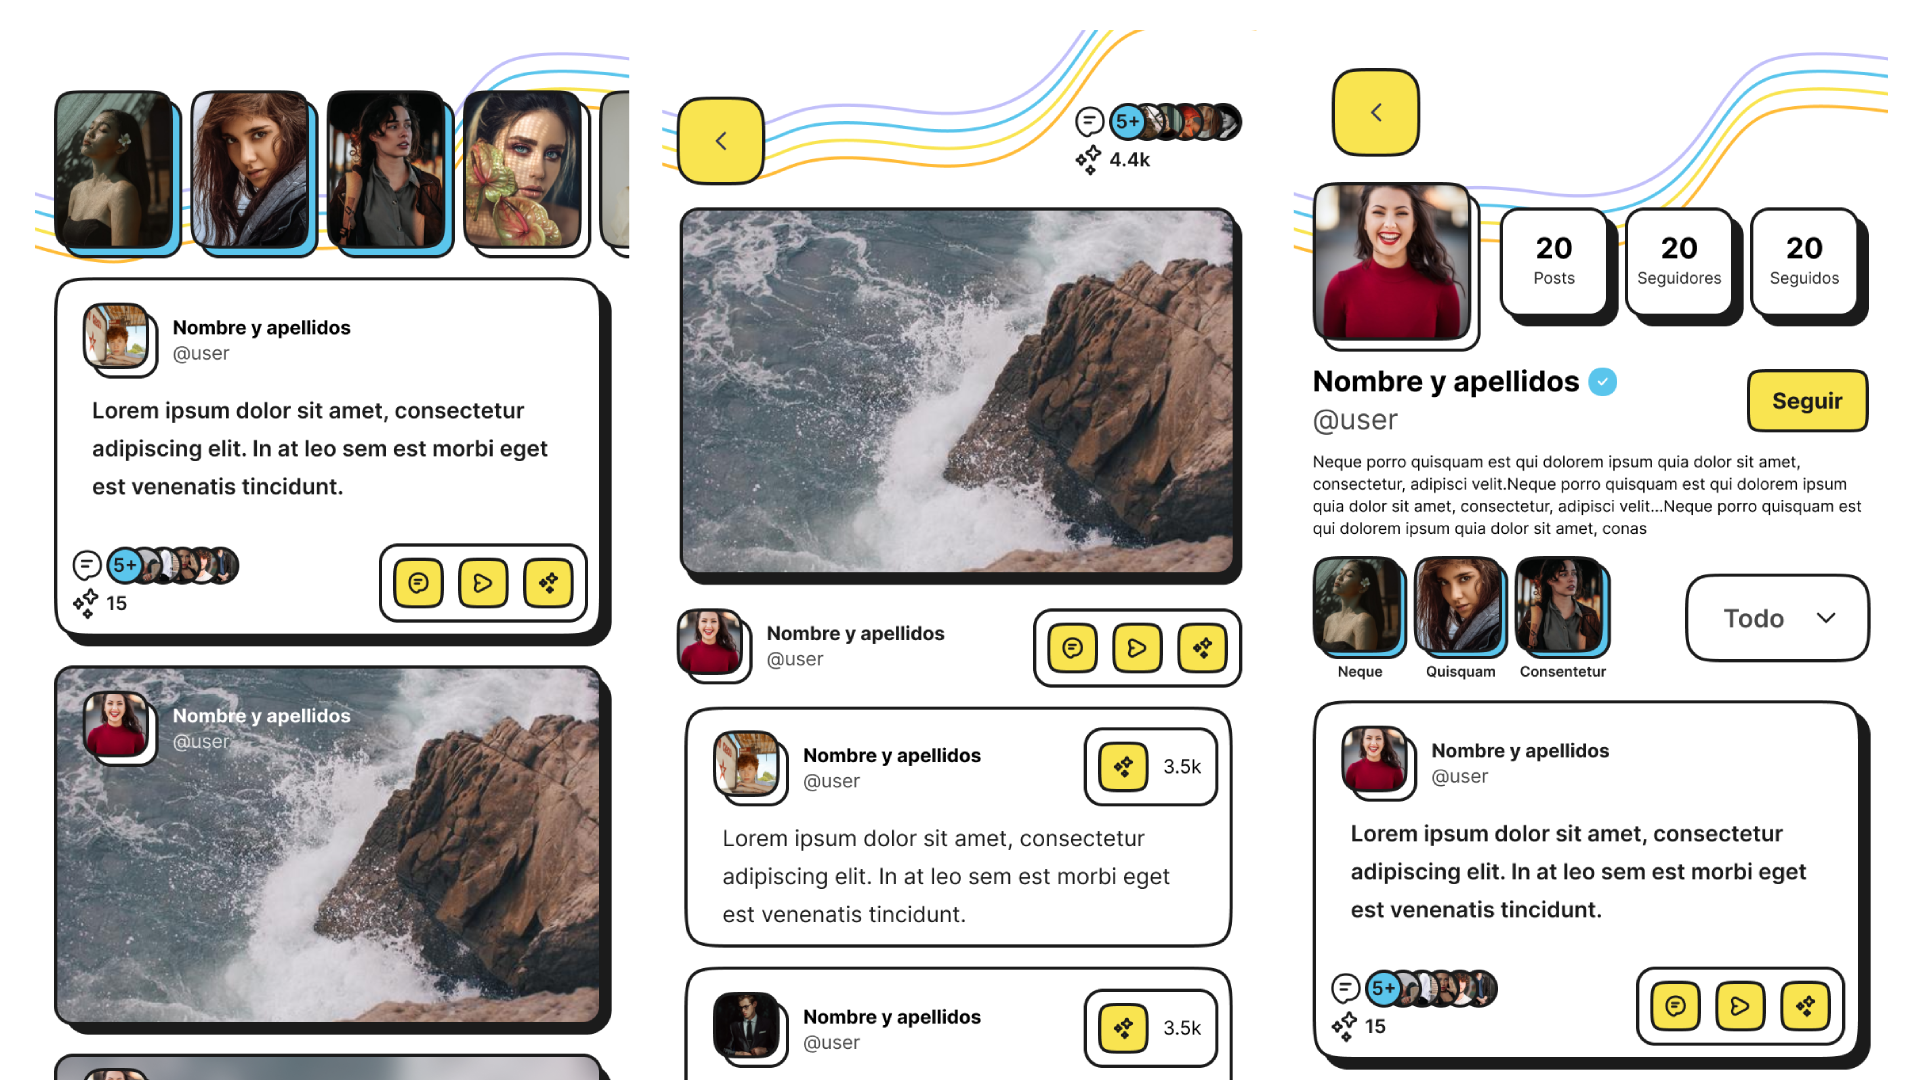 Nombre y apellidos
@user
Lorem ipsum dolor sit amet, consectetur
adipiscing elit. In at leo sem est morbi eget
est venenatis tincidunt.
5+
15
Nombre y apellidos
@user
5+
4.4k
Nombre y apellidos
@user
Nombre y apellidos
@user
3.5k
Lorem ipsum dolor sit amet, consectetur
adipiscing elit. In at leo sem est morbi eget
est venenatis tincidunt.
Nombre y apellidos
@user
3.5k
20
Posts
20
Seguidores
20
Seguidos
Nombre y apellidos
@user
Seguir
Neque porro quisquam est qui dolorem ipsum quia dolor sit amet,
consectetur, adipisci velit.Neque porro quisquam est qui dolorem ipsum
quia dolor sit amet, consectetur, adipisci velit...Neque porro quisquam est
qui dolorem ipsum quia dolor sit amet, conas
Neque
Quisquam
Consentetur
Todo
Nombre y apellidos
@user
Lorem ipsum dolor sit amet, consectetur
adipiscing elit. In at leo sem est morbi eget
est venenatis tincidunt.
5+
15